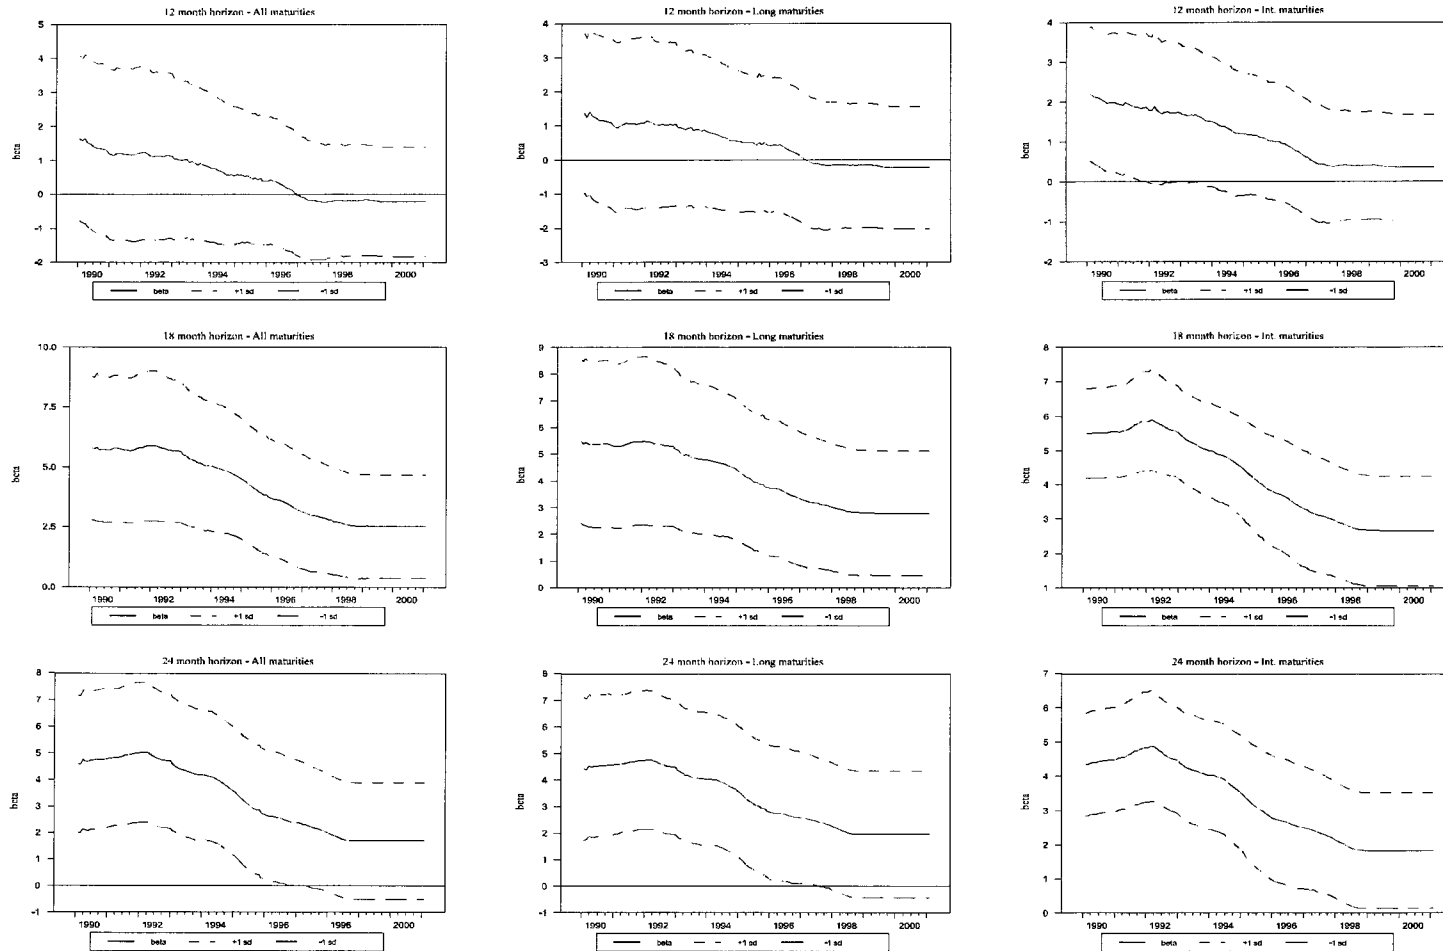 12 month horizon - All maturities
5
4
3
2
1
0
-1
-2
beta
1990 1992 1994 1996 1998 2000
beta +1 sd -1 sd
12 month horizon - Long maturities
4
3
2
1
0
-1
-2
-3
beta
1990 1992 1994 1996 1998 2000
beta +1 sd -1 sd
12 month horizon - Int. maturities
4
3
2
1
0
-1
-2
beta
1990 1992 1994 1996 1998 2000
beta +1 sd -1 sd
18 month horizon - All maturities
10.0
7.5
5.0
2.5
0.0
beta
1990 1992 1994 1996 1998 2000
beta +1 sd -1 sd
18 month horizon - Long maturities
9
8
7
6
5
4
3
2
1
0
beta
1990 1992 1994 1996 1998 2000
beta +1 sd -1 sd
18 month horizon - Int. maturities
8
7
6
5
4
3
2
1
beta
1990 1992 1994 1996 1998 2000
beta +1 sd -1 sd
24 month horizon - All maturities
8
7
6
5
4
3
2
1
0
-1
beta
1990 1992 1994 1996 1998 2000
beta +1 sd -1 sd
24 month horizon - Long maturities
8
7
6
5
4
3
2
1
0
-1
beta
1990 1992 1994 1996 1998 2000
beta +1 sd -1 sd
24 month horizon - Int. maturities
7
6
5
4
3
2
1
0
beta
1990 1992 1994 1996 1998 2000
beta +1 sd -1 sd